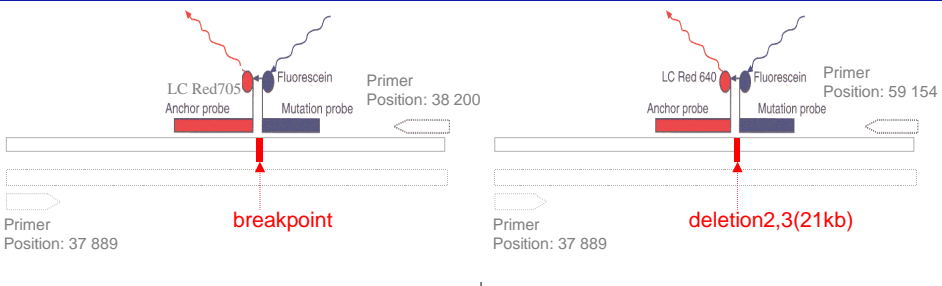 LC Red705
Fluorescein
Primer
Position: 38 200
Anchor probe
Mutation probe
breakpoint
Primer
Position: 37 889
LC Red 640
Fluorescein
Primer
Position: 59 154
Anchor probe
Mutation probe
deletion2,3(21kb)
Primer
Position: 37 889